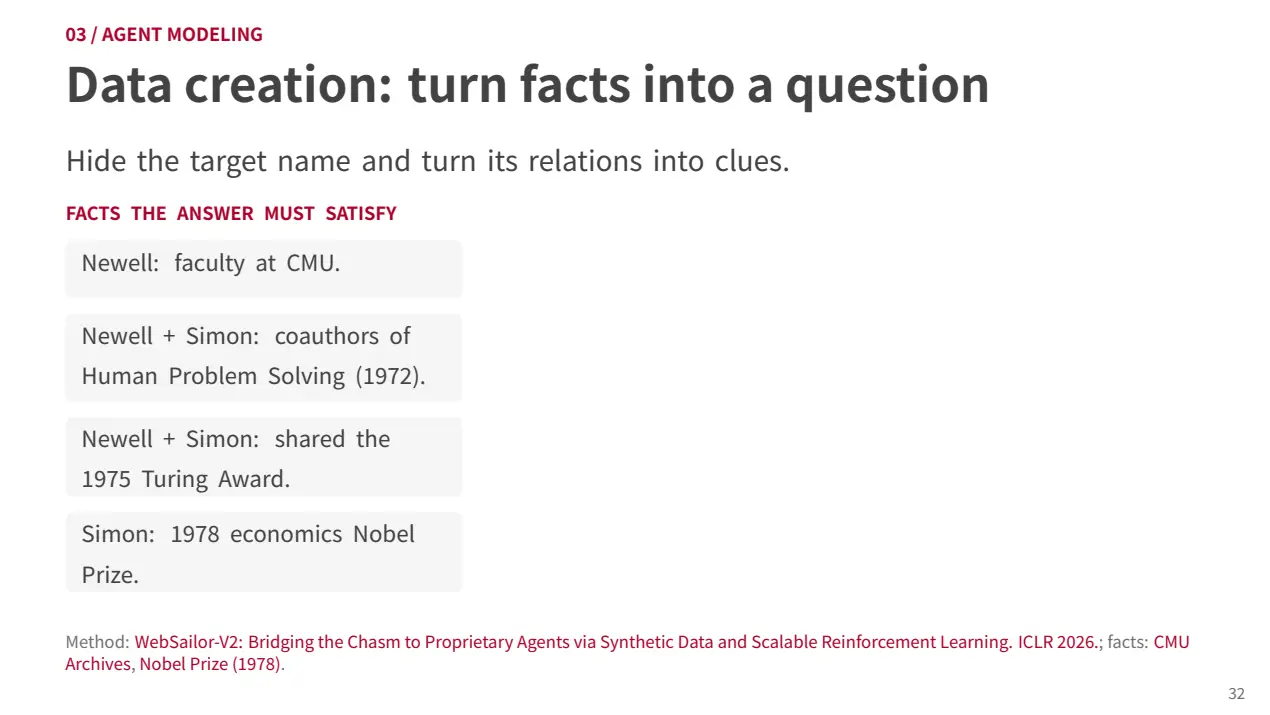 03 / AGENT MODELING
Data creation: turn facts into a question
Hide the target name and turn its relations into clues.
FACTS THE ANSWER MUST SATISFY
Newell: faculty at CMU.
Newell + Simon: coauthors of
Human Problem Solving (1972).
Newell + Simon: shared the
1975 Turing Award.
Simon: 1978 economics Nobel
Prize.
Method: WebSailor-V2: Bridging the Chasm to Proprietary Agents via Synthetic Data and Scalable Reinforcement Learning. ICLR 2026.; facts: CMU
Archives, Nobel Prize (1978).
32